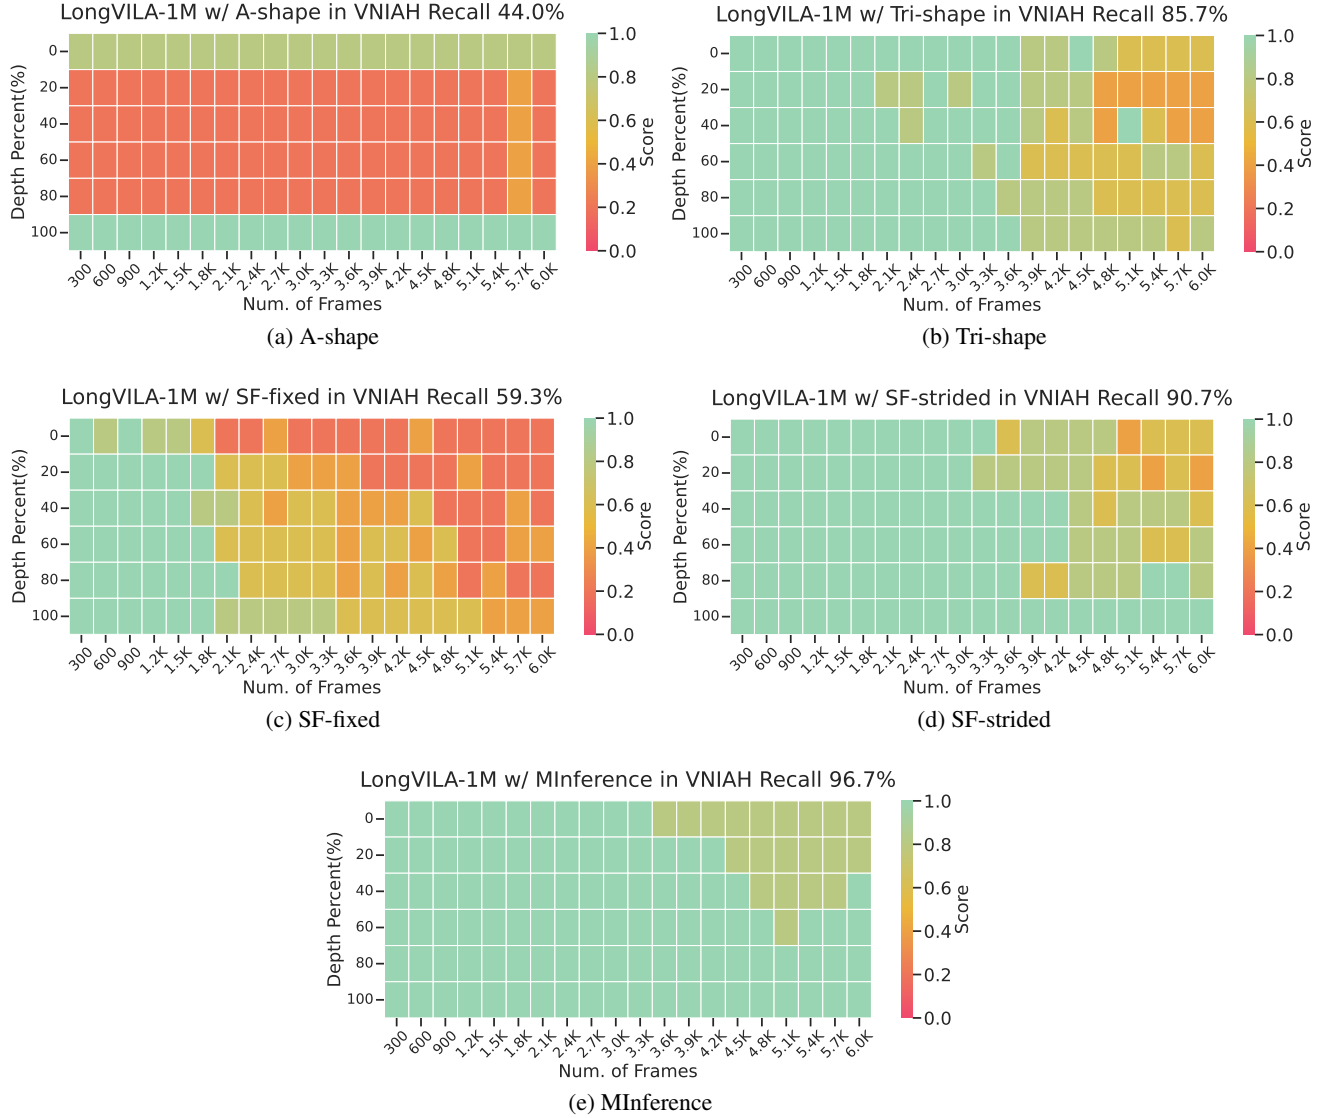 LongVILA-1M w/ A-shape in VNIAH Recall 44.0%
Depth Percent(%)
0
20
40
60
80
100
300 600 900 1.2K 1.5K 1.8K 2.1K 2.4K 2.7K 3.0K 3.3K 3.6K 3.9K 4.2K 4.5K 4.8K 5.1K 5.4K 5.7K 6.0K
Num. of Frames
1.0
0.8
0.6
0.4
0.2
0.0
Score
(a) A-shape
LongVILA-1M w/ Tri-shape in VNIAH Recall 85.7%
Depth Percent(%)
0
20
40
60
80
100
300 600 900 1.2K 1.5K 1.8K 2.1K 2.4K 2.7K 3.0K 3.3K 3.6K 3.9K 4.2K 4.5K 4.8K 5.1K 5.4K 5.7K 6.0K
Num. of Frames
1.0
0.8
0.6
0.4
0.2
0.0
Score
(b) Tri-shape
LongVILA-1M w/ SF-fixed in VNIAH Recall 59.3%
Depth Percent(%)
0
20
40
60
80
100
300 600 900 1.2K 1.5K 1.8K 2.1K 2.4K 2.7K 3.0K 3.3K 3.6K 3.9K 4.2K 4.5K 4.8K 5.1K 5.4K 5.7K 6.0K
Num. of Frames
1.0
0.8
0.6
0.4
0.2
0.0
Score
(c) SF-fixed
LongVILA-1M w/ SF-strided in VNIAH Recall 90.7%
Depth Percent(%)
0
20
40
60
80
100
300 600 900 1.2K 1.5K 1.8K 2.1K 2.4K 2.7K 3.0K 3.3K 3.6K 3.9K 4.2K 4.5K 4.8K 5.1K 5.4K 5.7K 6.0K
Num. of Frames
1.0
0.8
0.6
0.4
0.2
0.0
Score
(d) SF-strided
LongVILA-1M w/ MInference in VNIAH Recall 96.7%
Depth Percent(%)
0
20
40
60
80
100
300 600 900 1.2K 1.5K 1.8K 2.1K 2.4K 2.7K 3.0K 3.3K 3.6K 3.9K 4.2K 4.5K 4.8K 5.1K 5.4K 5.7K 6.0K
Num. of Frames
1.0
0.8
0.6
0.4
0.2
0.0
Score
(e) MInference